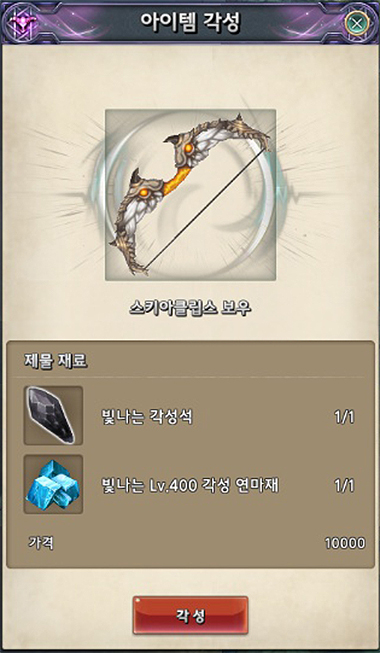 아이템 각성
스키아클립스 보우
제물 재료
빛나는 각성석 1/1
빛나는 Lv.400 각성 연마재 1/1
가격 10000
각성